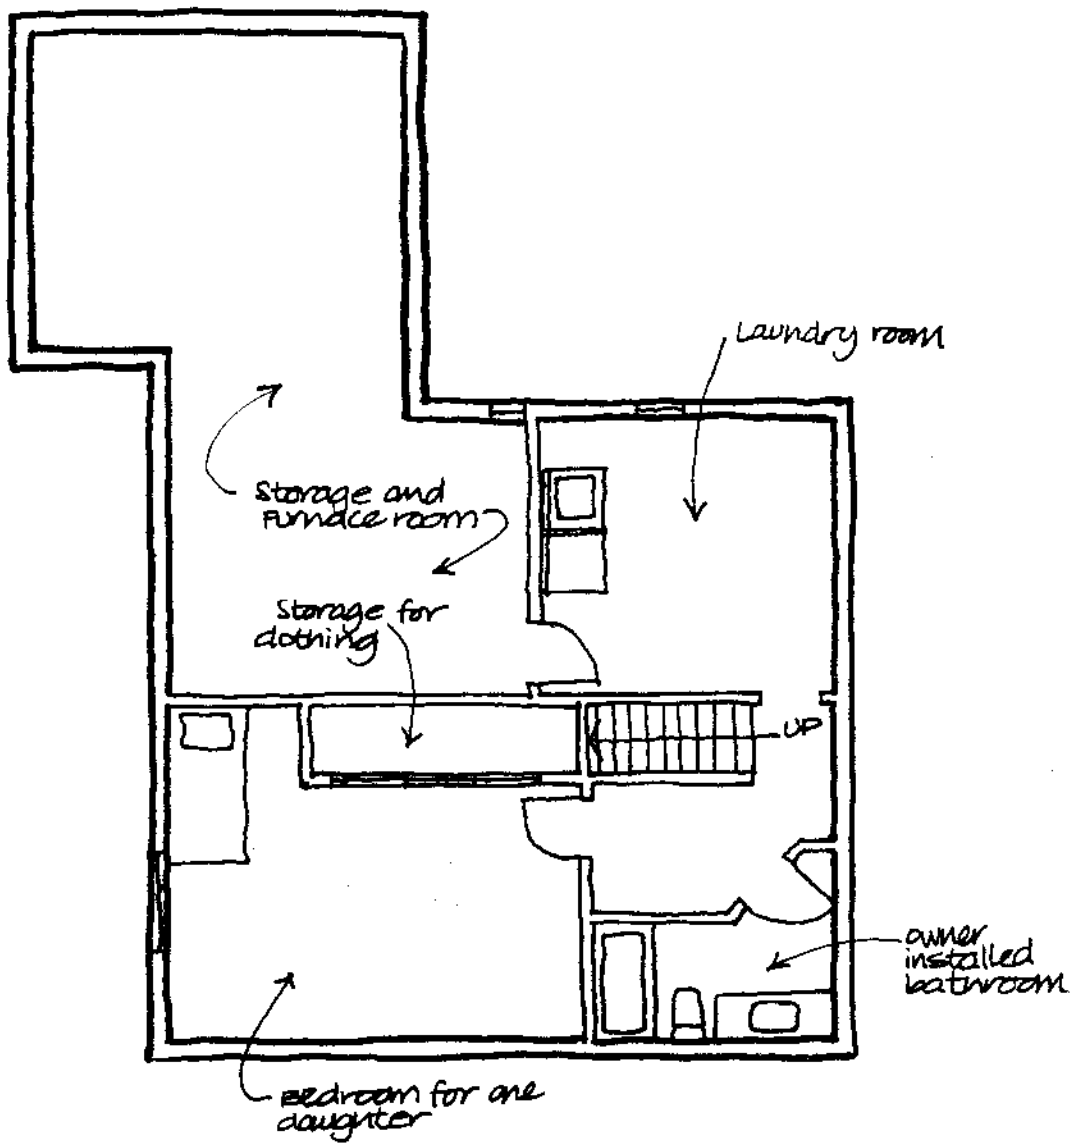 Laundry room
Storage and
Furnace room
Storage for
clothing
UP
owner
installed
bathroom
Bedroom for one
daughter